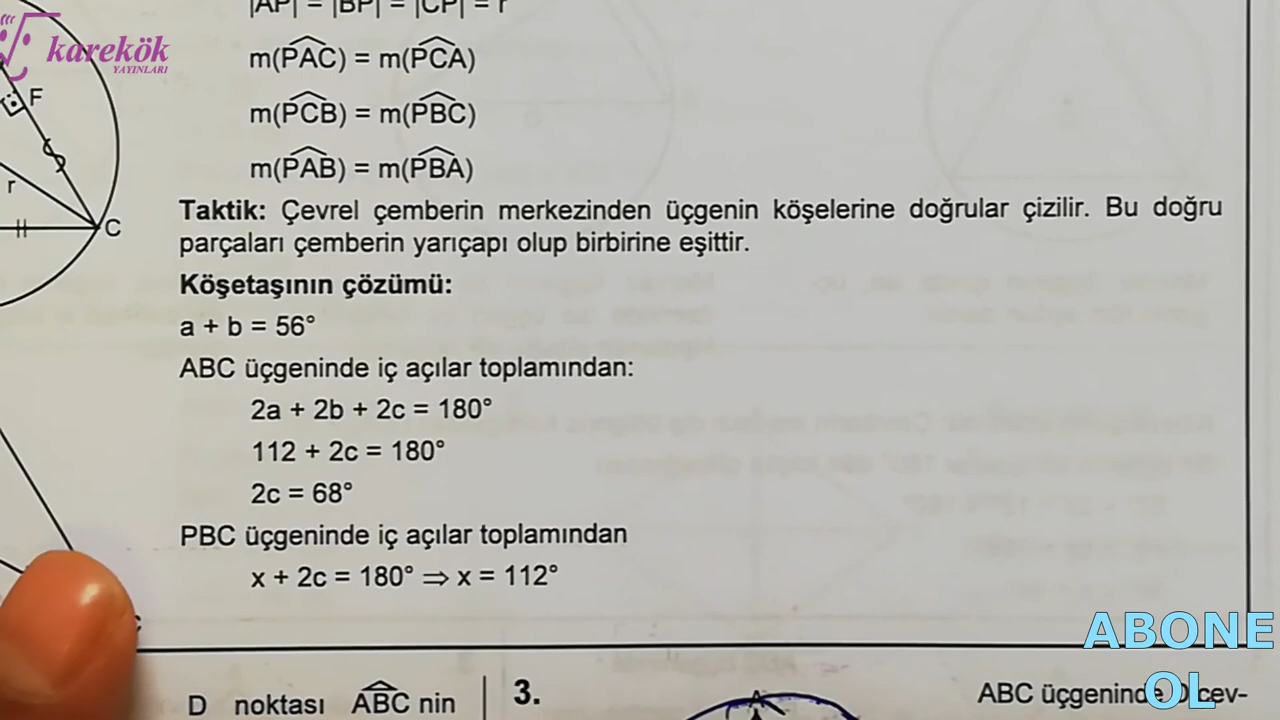 |AP| = |BP| = |CP| = r
karekök
YAYINLARI
m(PAC) = m(PCA)
F
m(PCB) = m(PBC)
m(PAB) = m(PBA)
r
C
Taktik: Çevrel çemberin merkezinden üçgenin köşelerine doğrular çizilir. Bu doğru
parçaları çemberin yarıçapı olup birbirine eşittir.
Köşetaşının çözümü:
a + b = 56°
ABC üçgeninde iç açılar toplamından:
2a + 2b + 2c = 180°
112 + 2c = 180°
2c = 68°
PBC üçgeninde iç açılar toplamından
x + 2c = 180° ⇒ x = 112°
ABONE
OL
D noktası ABC nin
3.
A
ABC üçgeninde